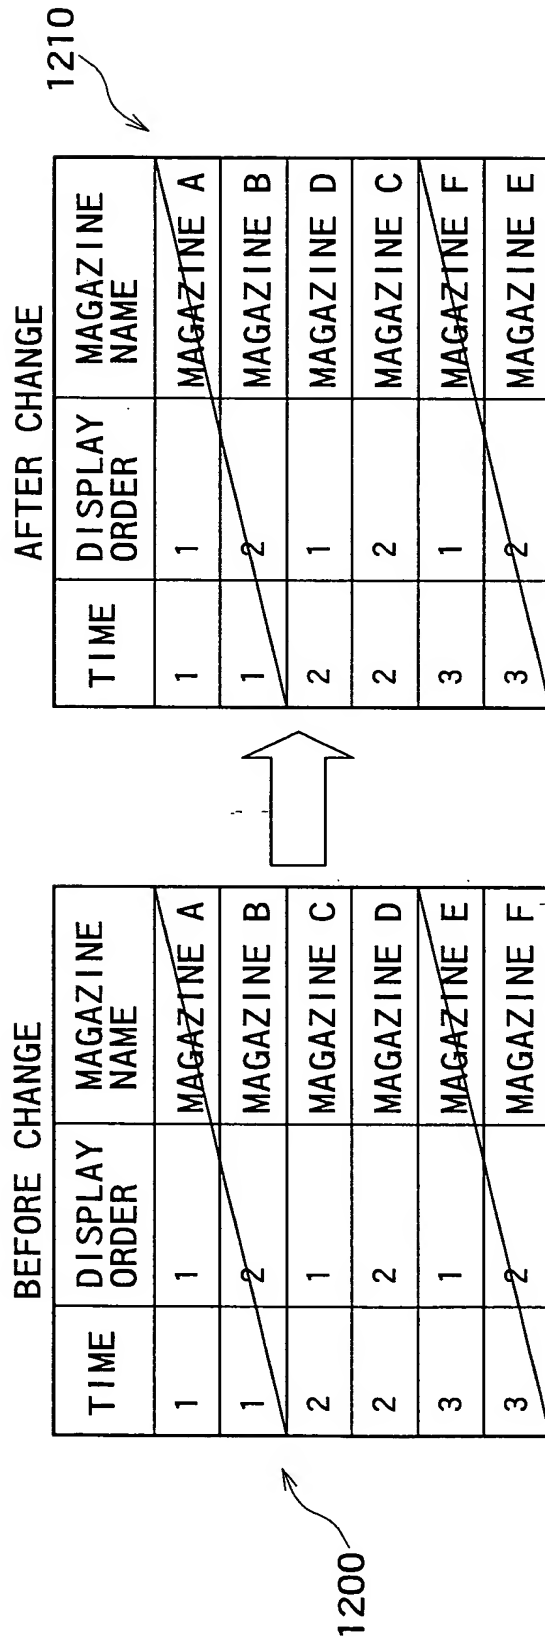 BEFORE CHANGE
TIME DISPLAY ORDER MAGAZINE NAME
1 1 MAGAZINE A
1 2 MAGAZINE B
2 1 MAGAZINE C
2 2 MAGAZINE D
3 1 MAGAZINE E
3 2 MAGAZINE F
1200
AFTER CHANGE
TIME DISPLAY ORDER MAGAZINE NAME
1 1 MAGAZINE A
1 2 MAGAZINE B
2 1 MAGAZINE D
2 2 MAGAZINE C
3 1 MAGAZINE F
3 2 MAGAZINE E
1210